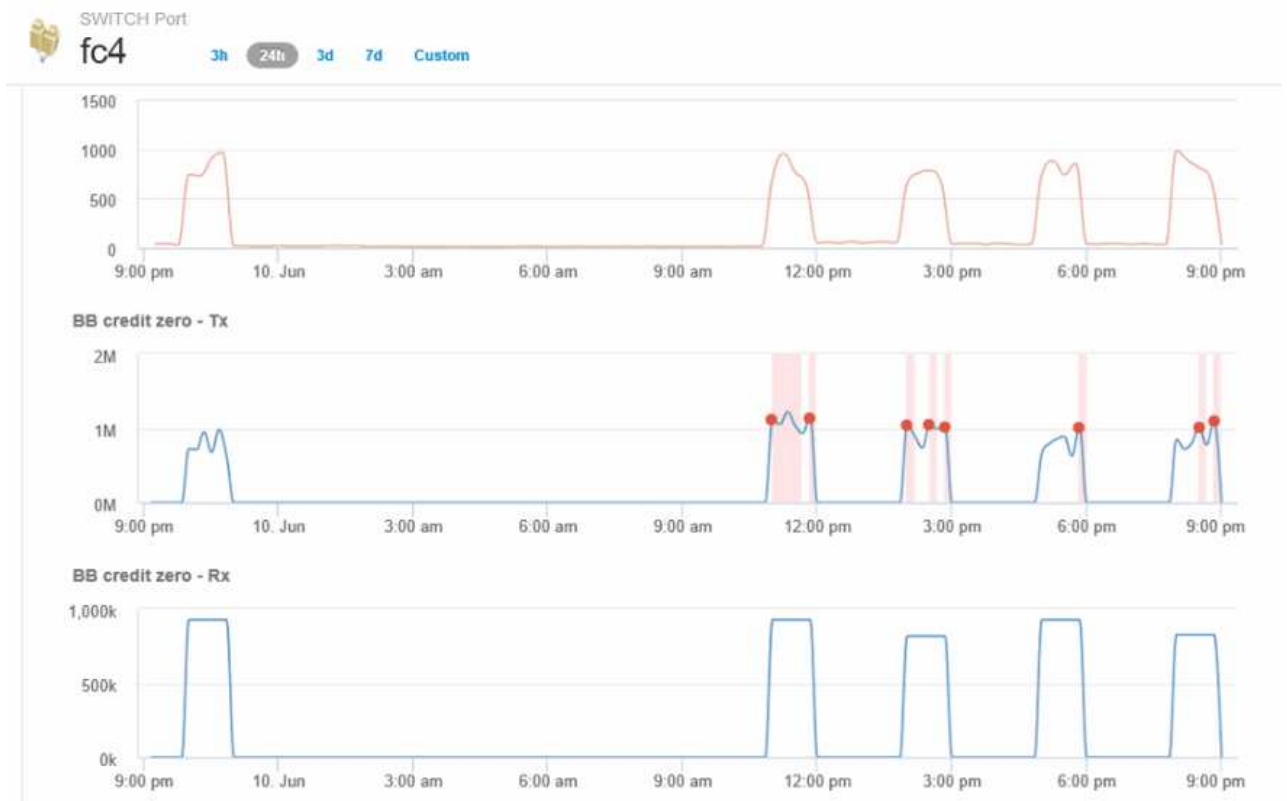 SWITCH Port
fc4
3h 24h 3d 7d Custom
1500
1000
500
0
9:00 pm 10. Jun 3:00 am 6:00 am 9:00 am 12:00 pm 3:00 pm 6:00 pm 9:00 pm
BB credit zero - Tx
2M
1M
0M
9:00 pm 10. Jun 3:00 am 6:00 am 9:00 am 12:00 pm 3:00 pm 6:00 pm 9:00 pm
BB credit zero - Rx
1,000k
500k
0k
9:00 pm 10. Jun 3:00 am 6:00 am 9:00 am 12:00 pm 3:00 pm 6:00 pm 9:00 pm